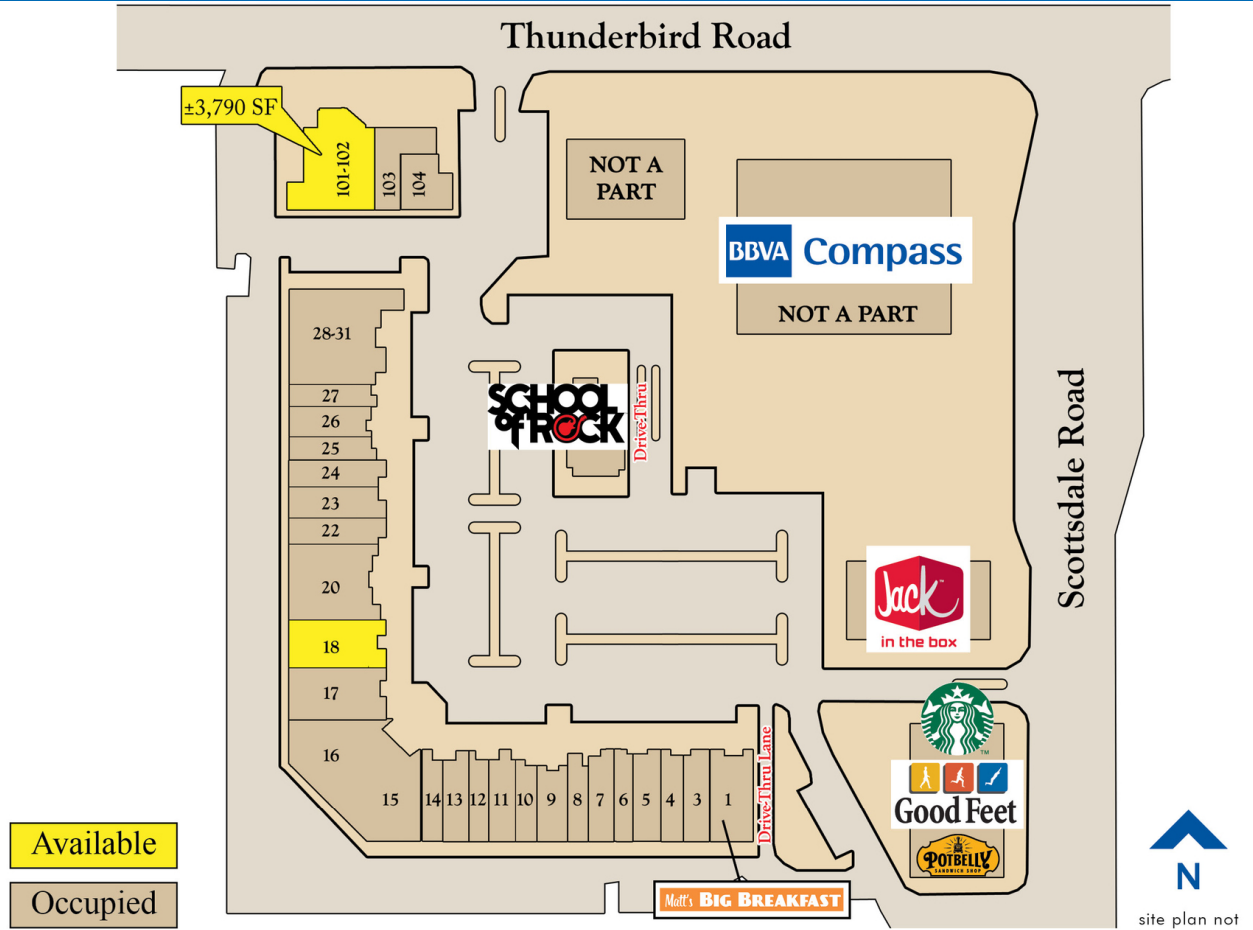 Thunderbird Road
±3,790 SF
101-102
103
104
NOT A
PART
BBVA
Compass
NOT A PART
28-31
27
26
25
24
23
22
20
18
17
16
15
14
13
12
11
10
9
8
7
6
5
4
3
1
SCHOOL
of ROCK
Drive-Thru
Scottsdale Road
Jack™
in the box
TM
Good Feet
POTBELLY
SANDWICH SHOP
Drive-Thru Lane
Matt's BIG BREAKFAST
Available
Occupied
N
site plan not